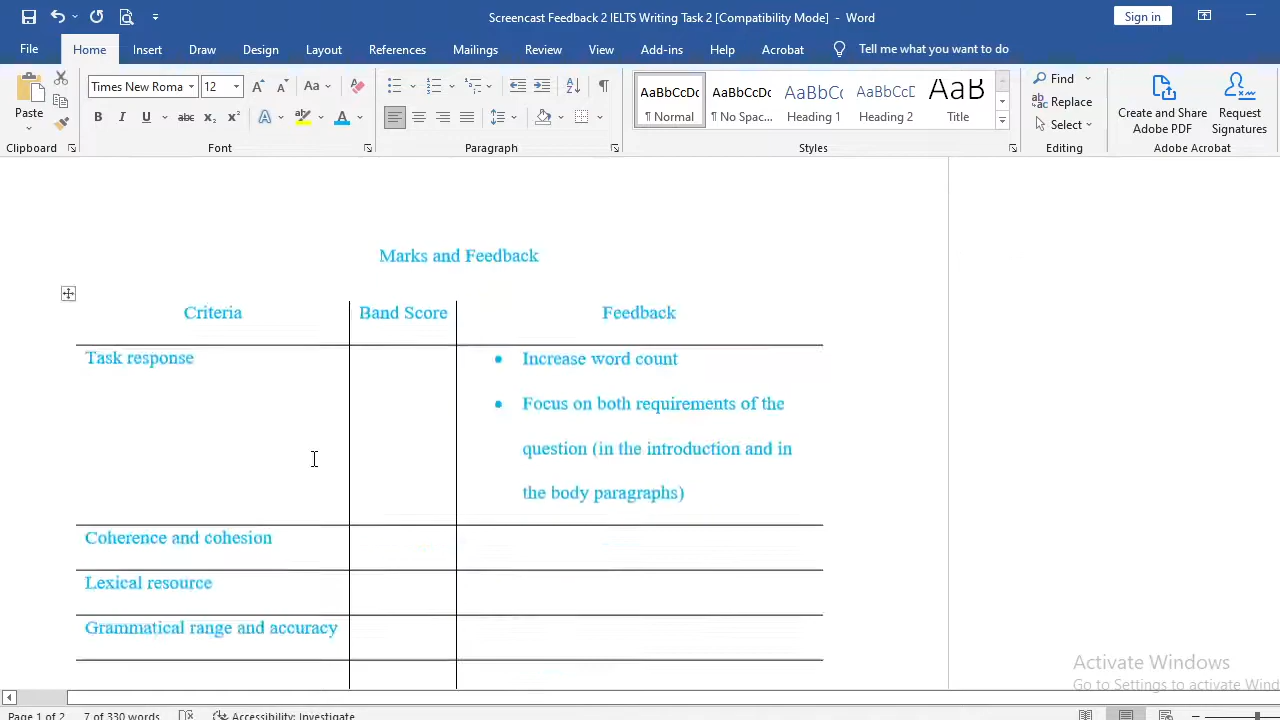 Screencast Feedback 2 IELTS Writing Task 2 [Compatibility Mode] - Word
Sign in
File Home Insert Draw Design Layout References Mailings Review View Add-ins Help Acrobat Tell me what you want to do
Times New Roma 12 Aa
AaBbCcDc AaBbCcDc AaBbC AaBbCcD AaB
¶ Normal ¶ No Spac... Heading 1 Heading 2 Title
Find
Replace
Select
Paste
Create and Share
Adobe PDF
Request
Signatures
Clipboard Font Paragraph Styles Editing Adobe Acrobat
Marks and Feedback
Criteria Band Score Feedback
Task response
• Increase word count
• Focus on both requirements of the
question (in the introduction and in
the body paragraphs)
Coherence and cohesion
Lexical resource
Grammatical range and accuracy
Activate Windows
Go to Settings to activate Wind
Page 1 of 2 7 of 330 words Accessibility: Investigate